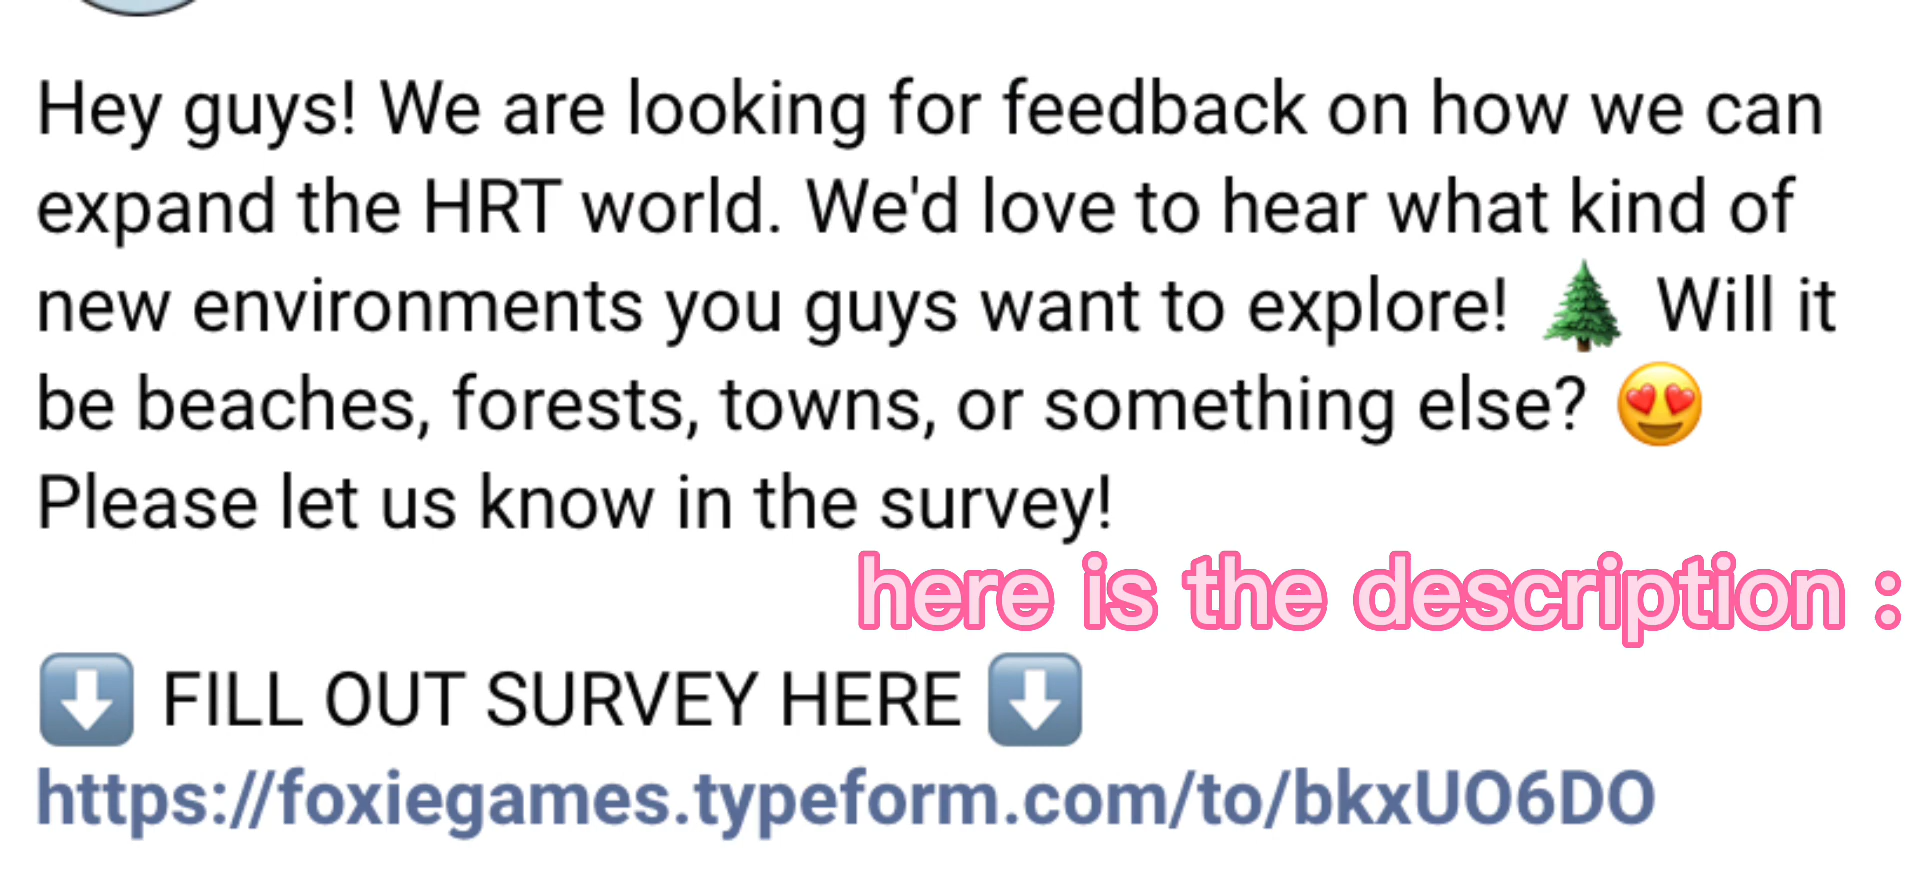 Hey guys! We are looking for feedback on how we can
expand the HRT world. We'd love to hear what kind of
new environments you guys want to explore! 🌲 Will it
be beaches, forests, towns, or something else? 😍
Please let us know in the survey!
here is the description :
⬇️ FILL OUT SURVEY HERE ⬇️
https://foxiegames.typeform.com/to/bkxUO6DO